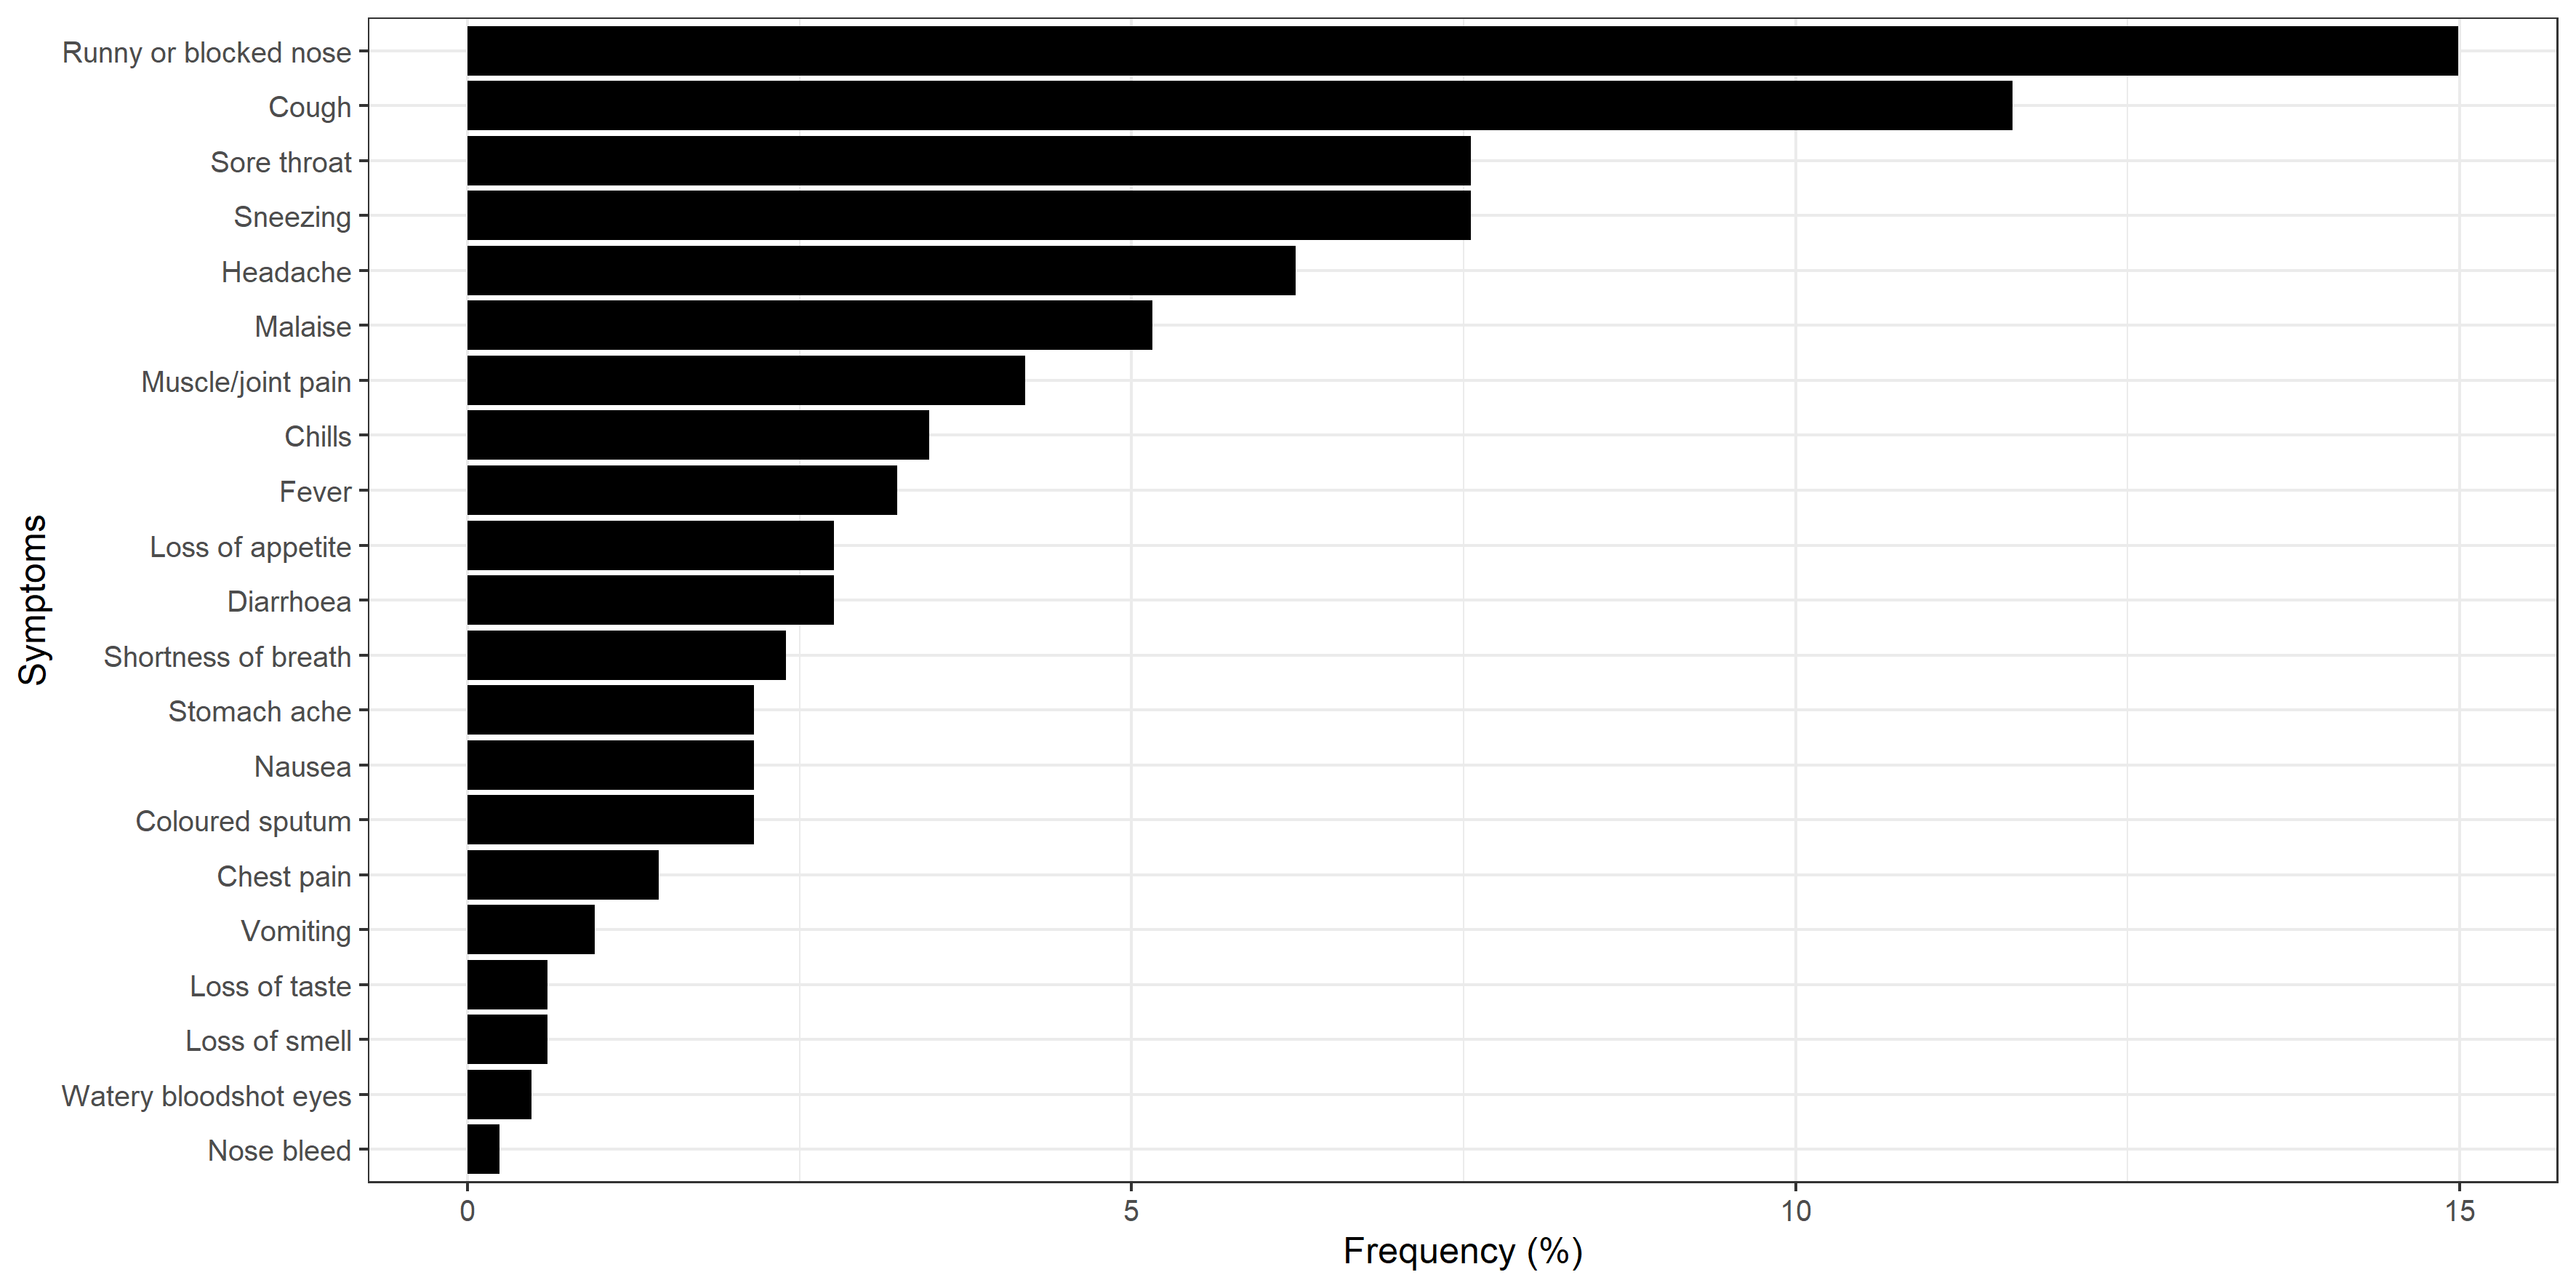 Runny or blocked nose
Cough
Sore throat
Sneezing
Headache
Malaise
Muscle/joint pain
Chills
Fever
Loss of appetite
Diarrhoea
Shortness of breath
Stomach ache
Nausea
Coloured sputum
Chest pain
Vomiting
Loss of taste
Loss of smell
Watery bloodshot eyes
Nose bleed
Symptoms
0 5 10 15
Frequency (%)